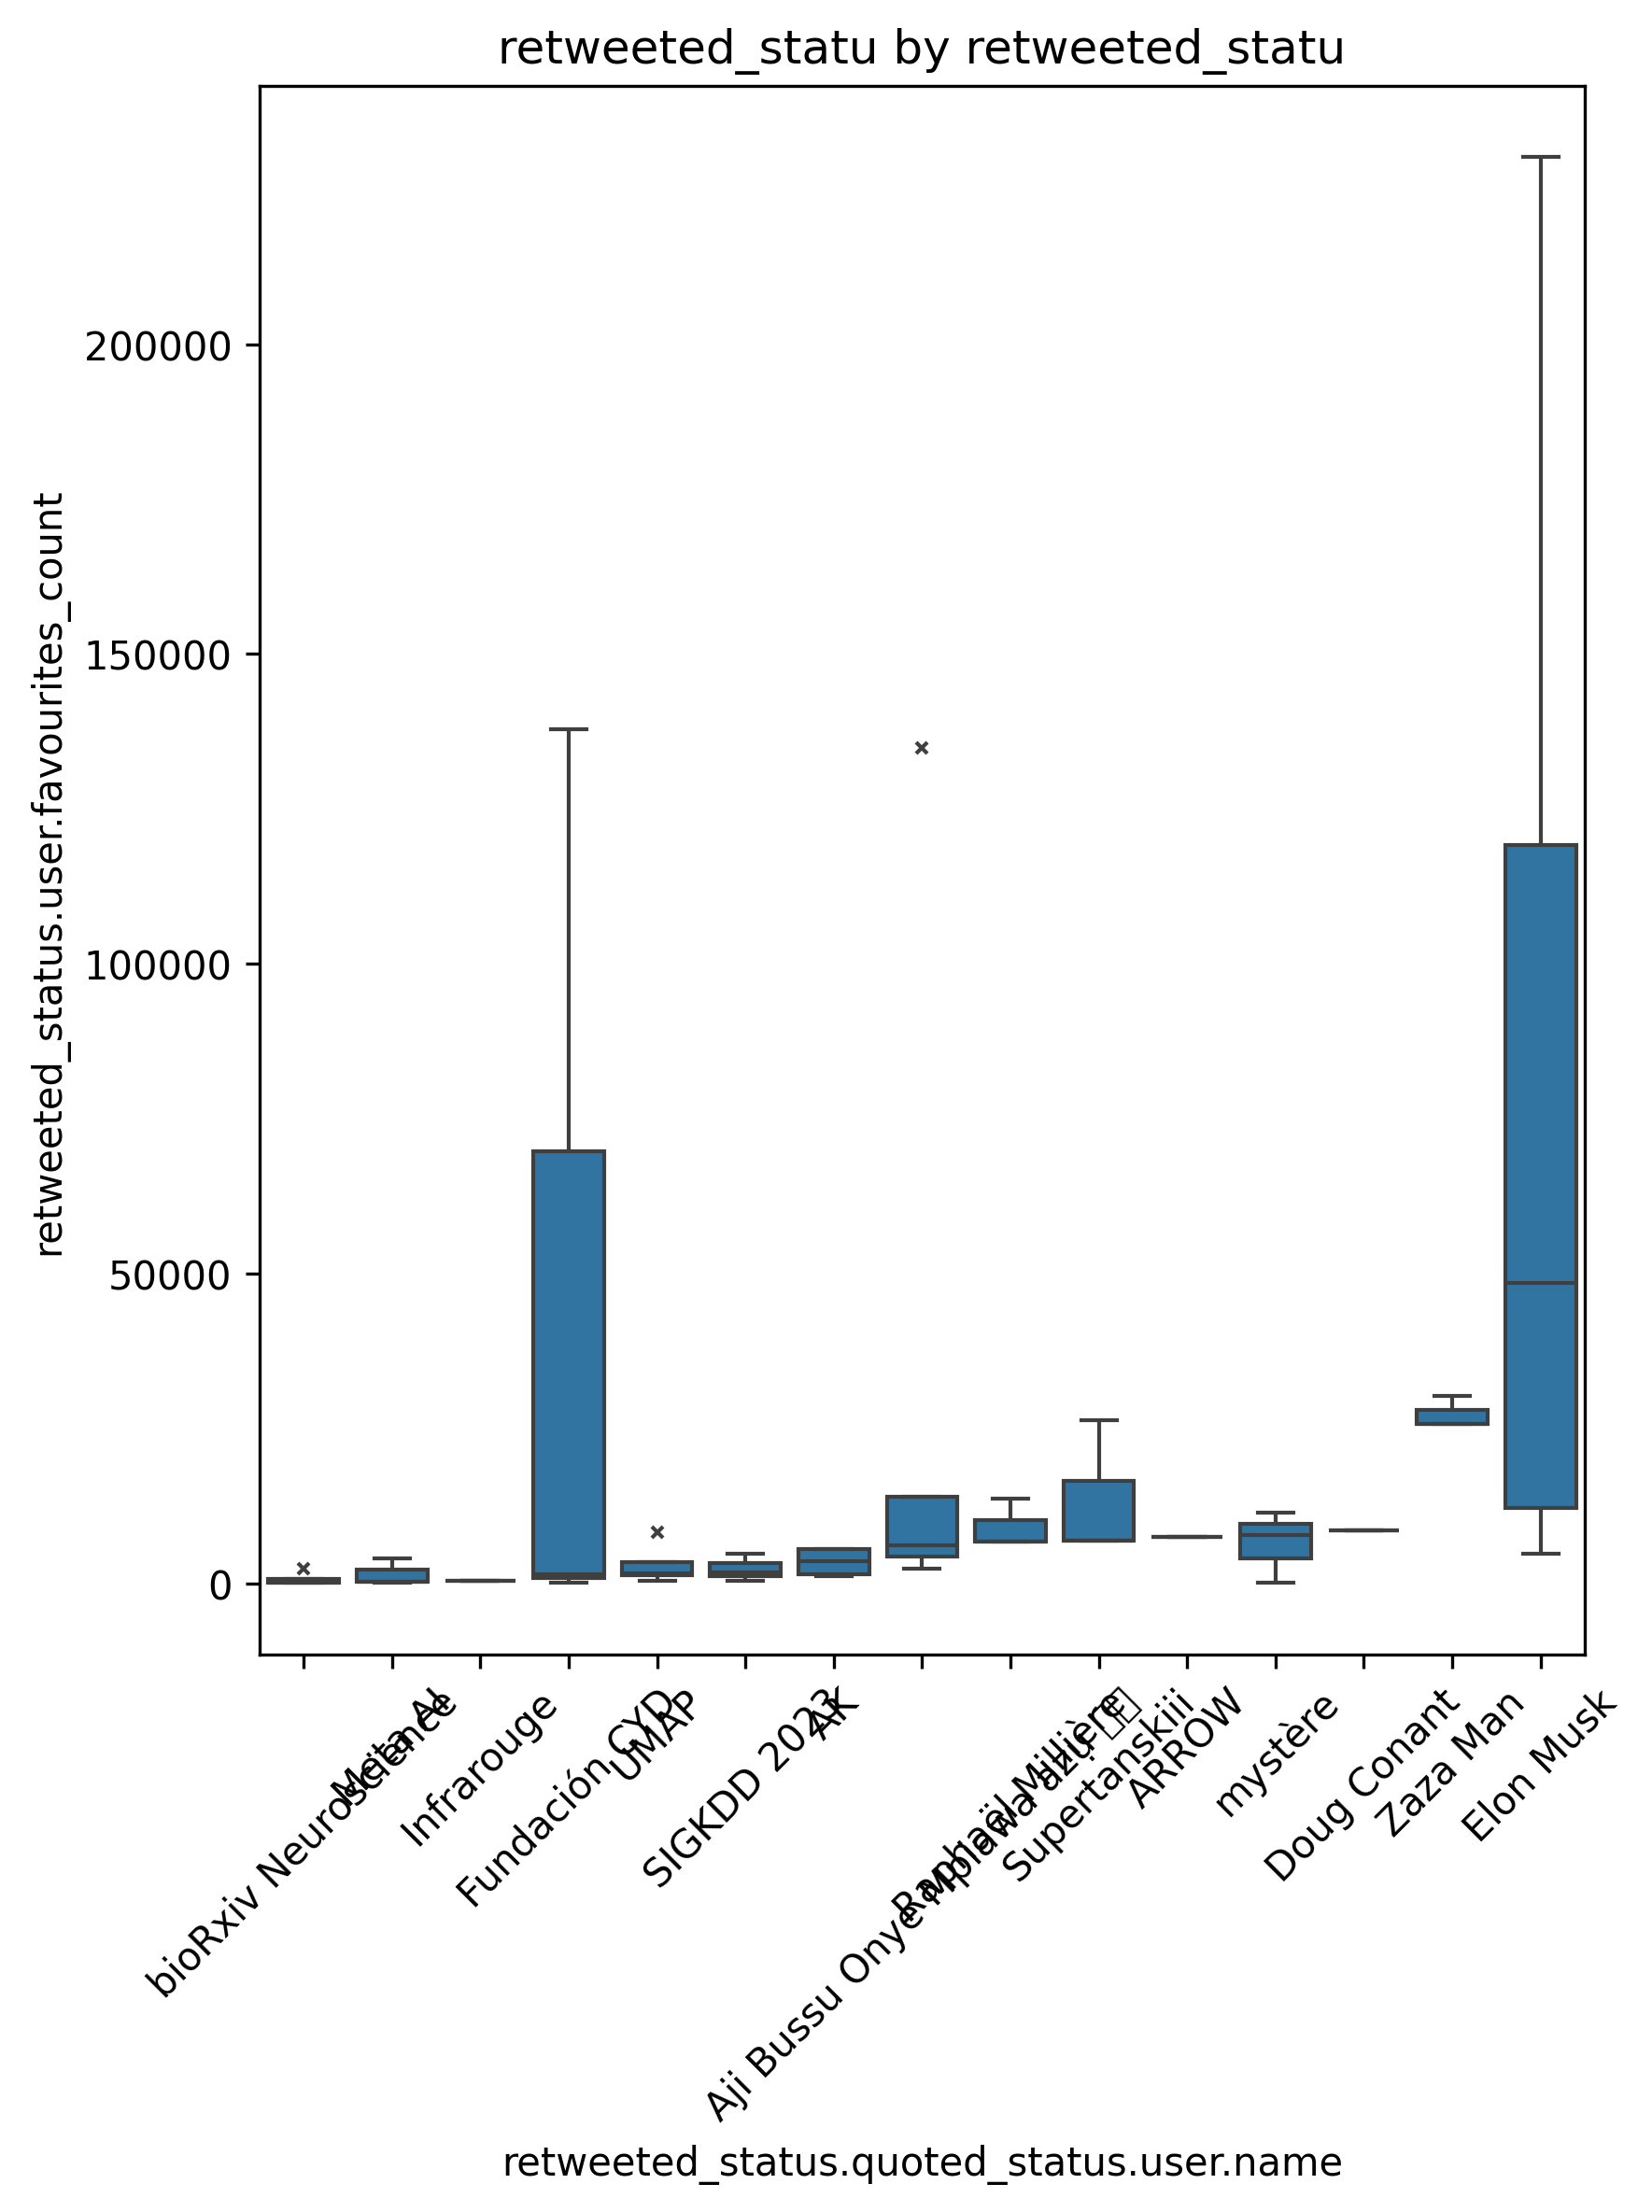 retweeted_statu by retweeted_statu
retweeted_status.user.favourites_count
200000
150000
100000
50000
0
bioRxiv Neuroscience
Meta AI
Infrarouge
Fundación CYD
UMAP
SIGKDD 2023
AK
Aji Bussu Onye Mpiawa azụ
Raphaël Millière
Supertanskiii
ARROW
mystère
Doug Conant
Zaza Man
Elon Musk
retweeted_status.quoted_status.user.name